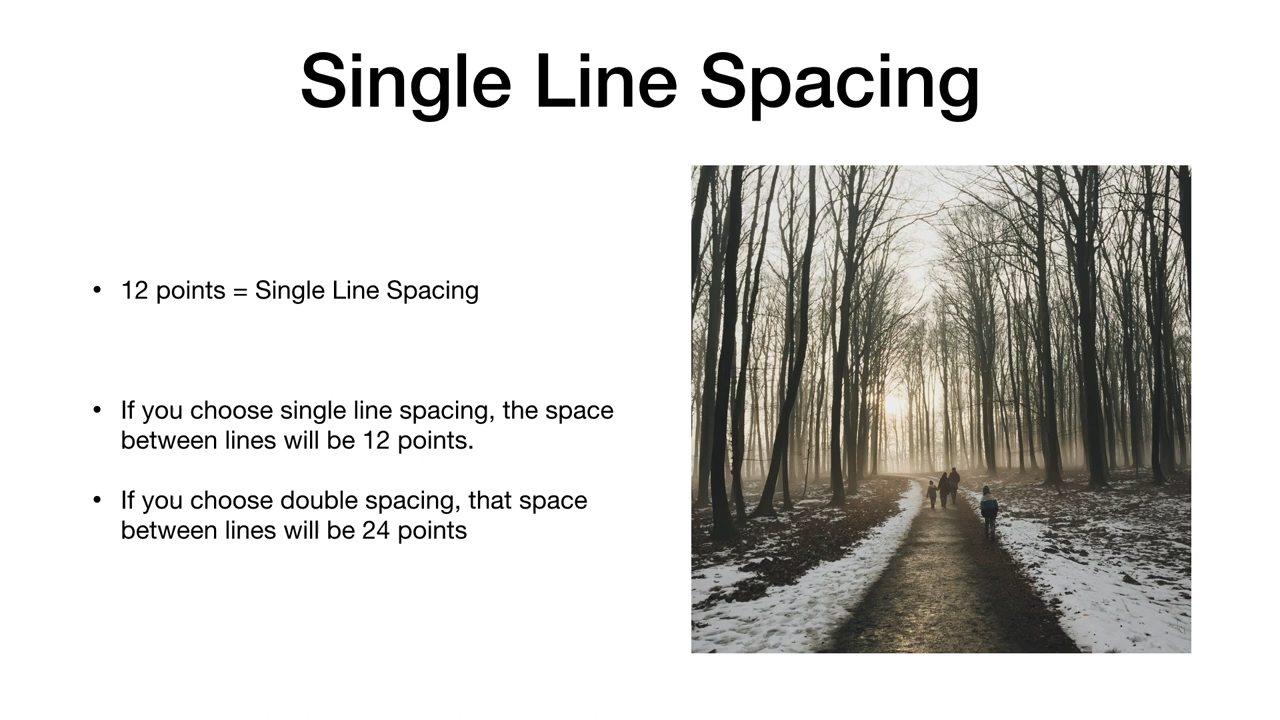 Single Line Spacing
• 12 points = Single Line Spacing
• If you choose single line spacing, the space
between lines will be 12 points.
• If you choose double spacing, that space
between lines will be 24 points